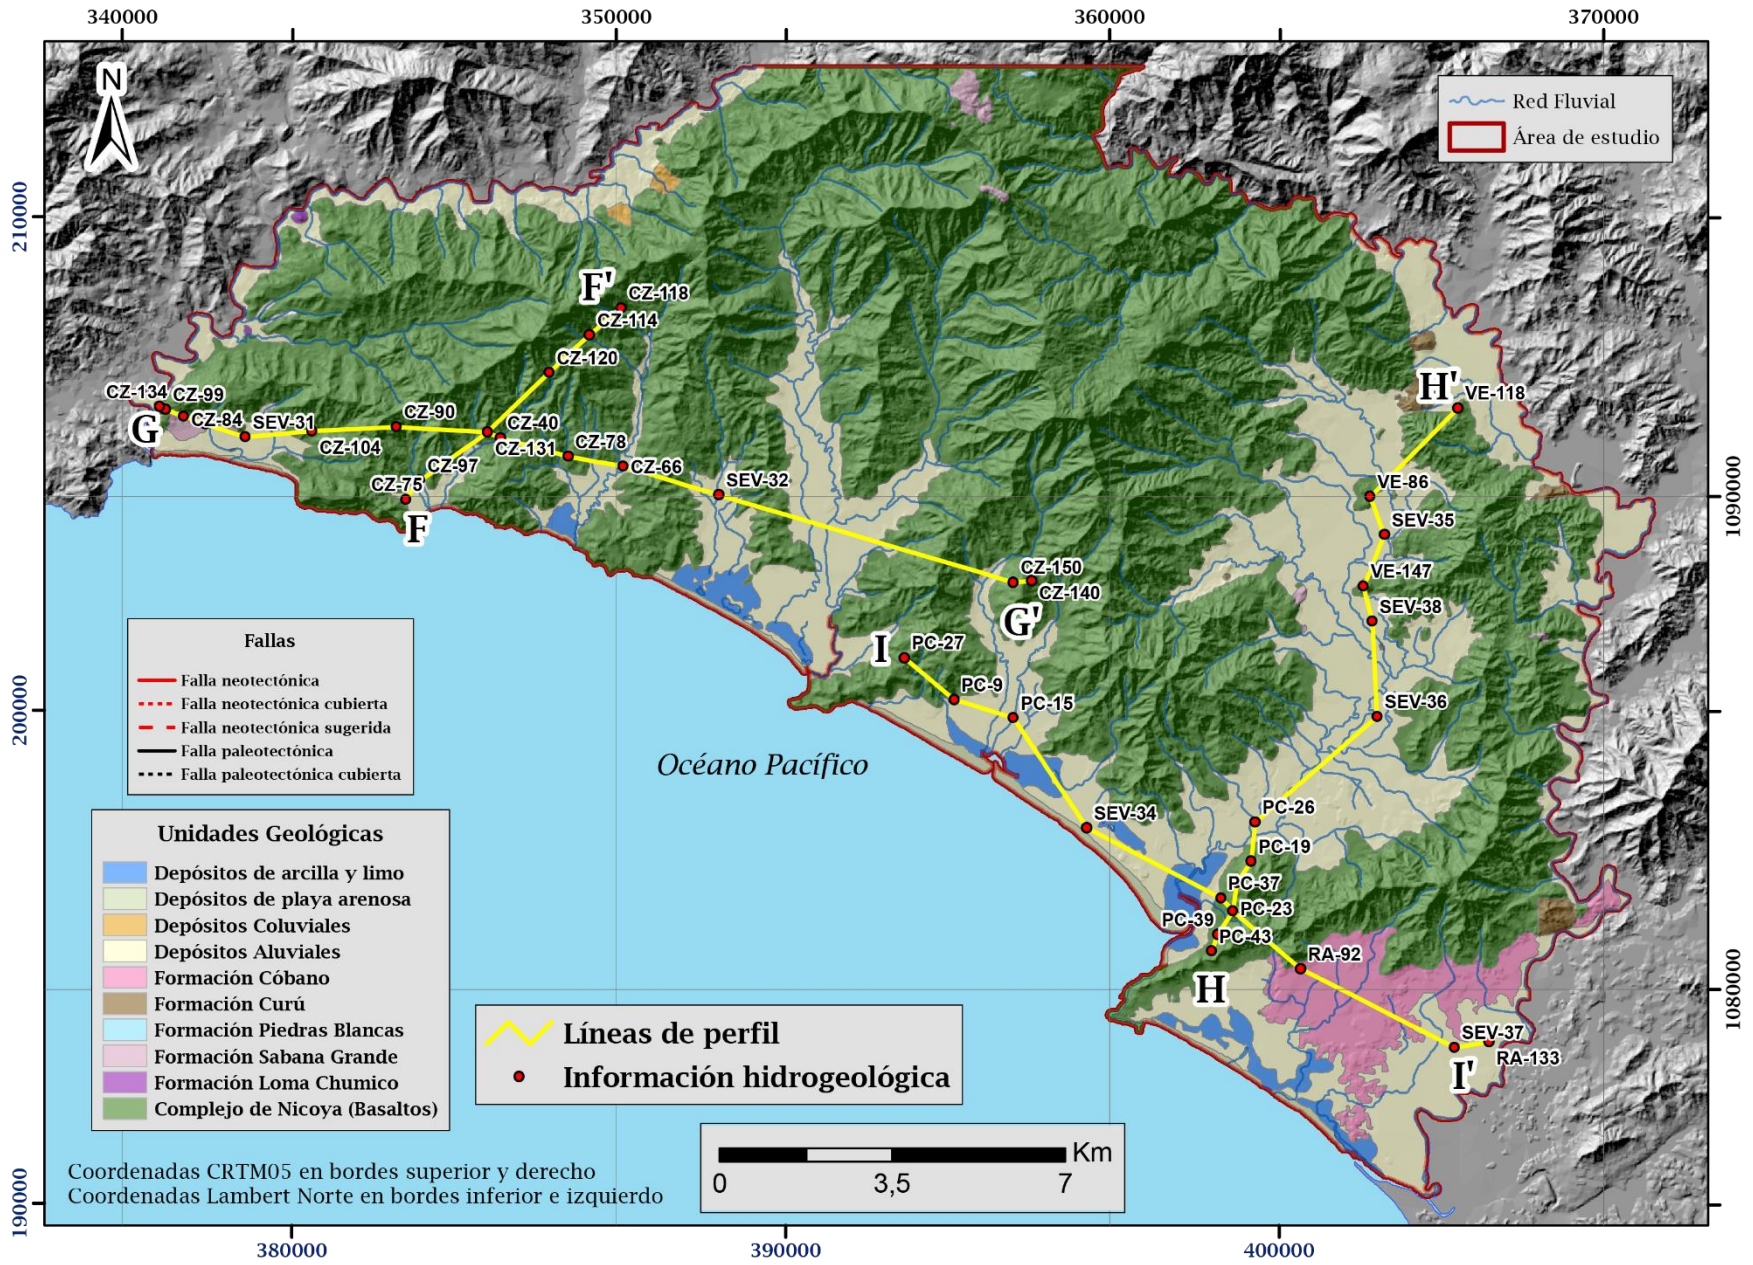 340000
350000
360000
370000
N
Red Fluvial
Área de estudio
210000
200000
190000
1090000
1080000
F'
CZ-118
CZ-114
CZ-120
CZ-134
CZ-99
CZ-84
G
SEV-31
CZ-104
CZ-90
CZ-40
CZ-131
CZ-97
CZ-78
CZ-75
CZ-66
F
SEV-32
H'
VE-118
VE-86
SEV-35
VE-147
SEV-38
CZ-150
CZ-140
G'
I
PC-27
PC-9
PC-15
SEV-36
SEV-34
PC-26
PC-19
PC-37
PC-23
PC-39
PC-43
RA-92
H
SEV-37
RA-133
I'
Océano Pacífico
Fallas
Falla neotectónica
Falla neotectónica cubierta
Falla neotectónica sugerida
Falla paleotectónica
Falla paleotectónica cubierta
Unidades Geológicas
Depósitos de arcilla y limo
Depósitos de playa arenosa
Depósitos Coluviales
Depósitos Aluviales
Formación Cóbano
Formación Curú
Formación Piedras Blancas
Formación Sabana Grande
Formación Loma Chumico
Complejo de Nicoya (Basaltos)
Líneas de perfil
Información hidrogeológica
Km
0
3,5
7
Coordenadas CRTM05 en bordes superior y derecho
Coordenadas Lambert Norte en bordes inferior e izquierdo
380000
390000
400000